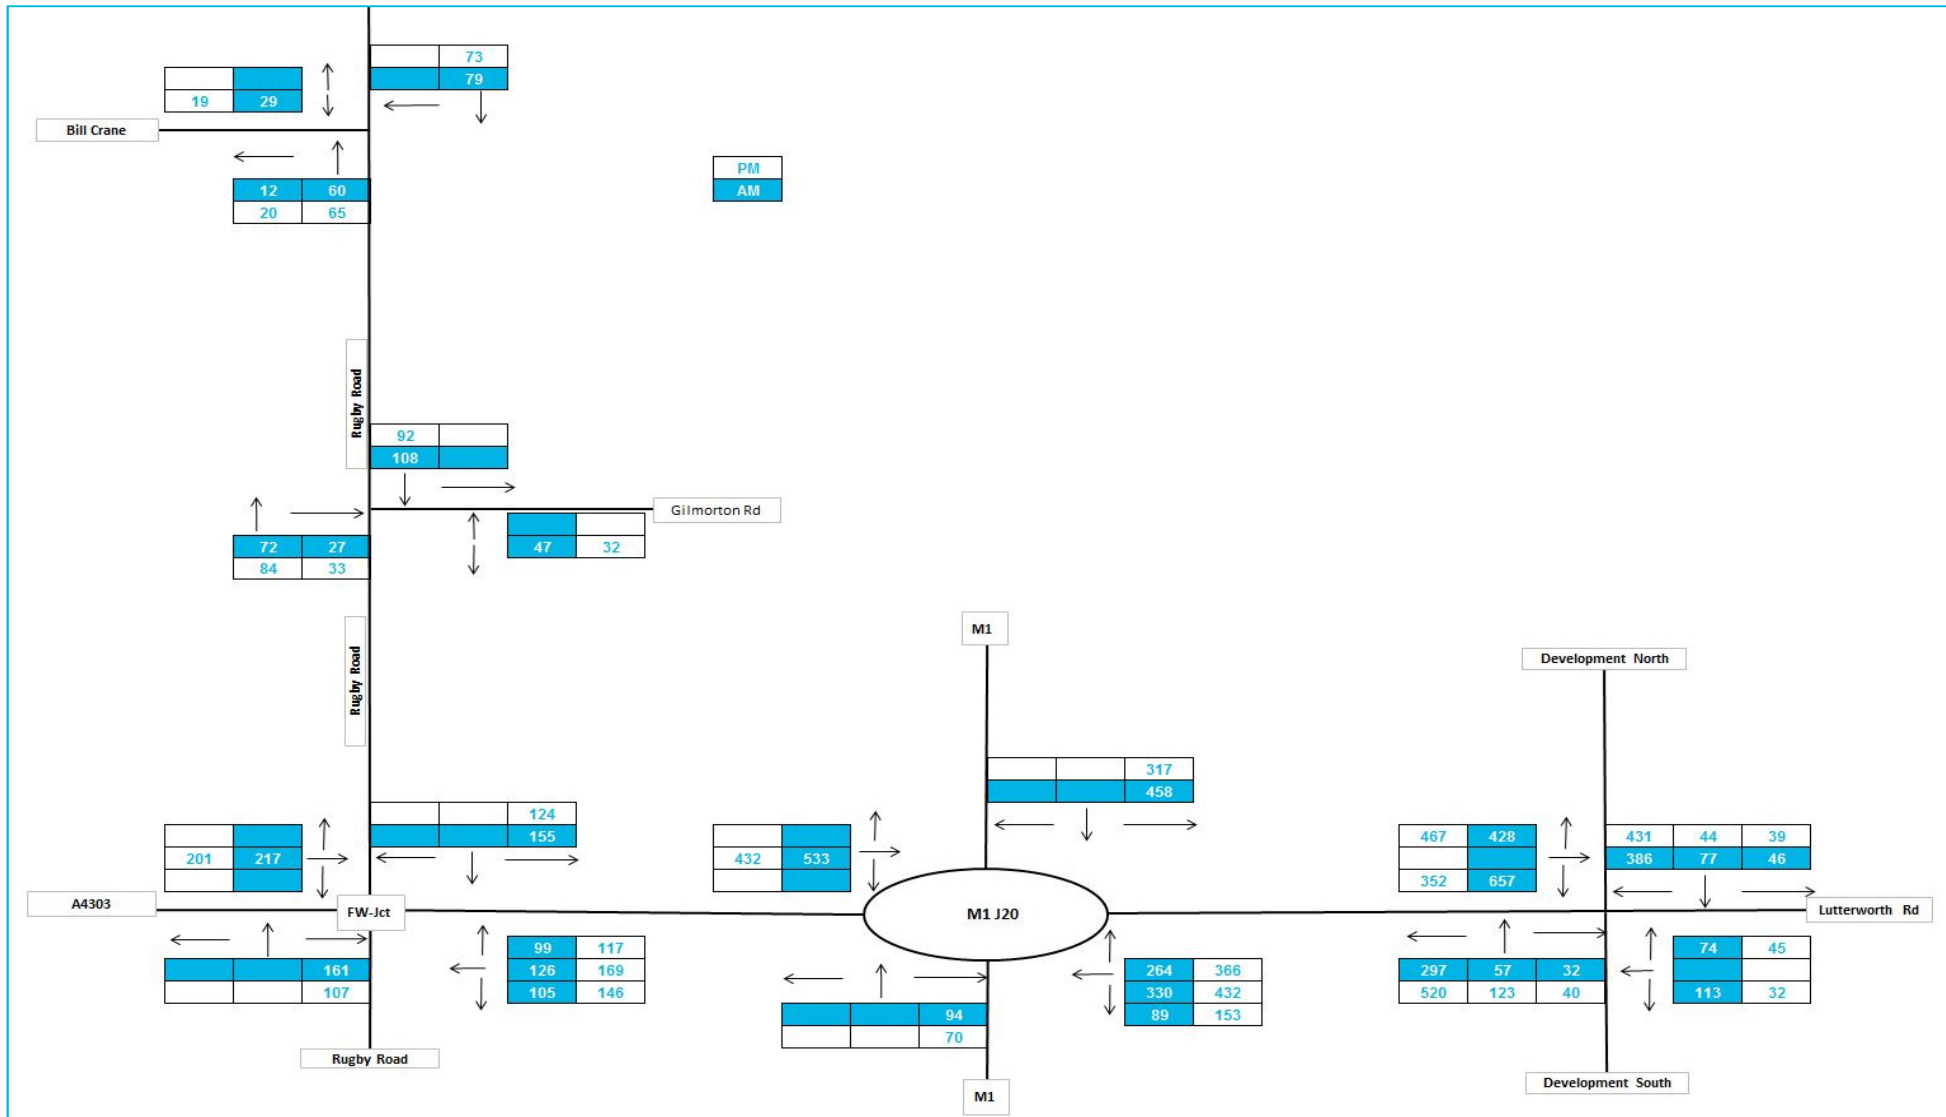 73
79
19 29
Bill Crane
12 60
20 65
PM
AM
Rugby Road
92
108
Gilmorton Rd
47 32
72 27
84 33
Rugby Road
M1
Development North
317
458
124
155
201 217
432 533
467 428
352 657
431 44 39
386 77 46
A4303
FW-Jct
M1 J20
Lutterworth Rd
161
107
99 117
126 169
105 146
94
70
264 366
330 432
89 153
297 57 32
520 123 40
74 45
113 32
Rugby Road
M1
Development South